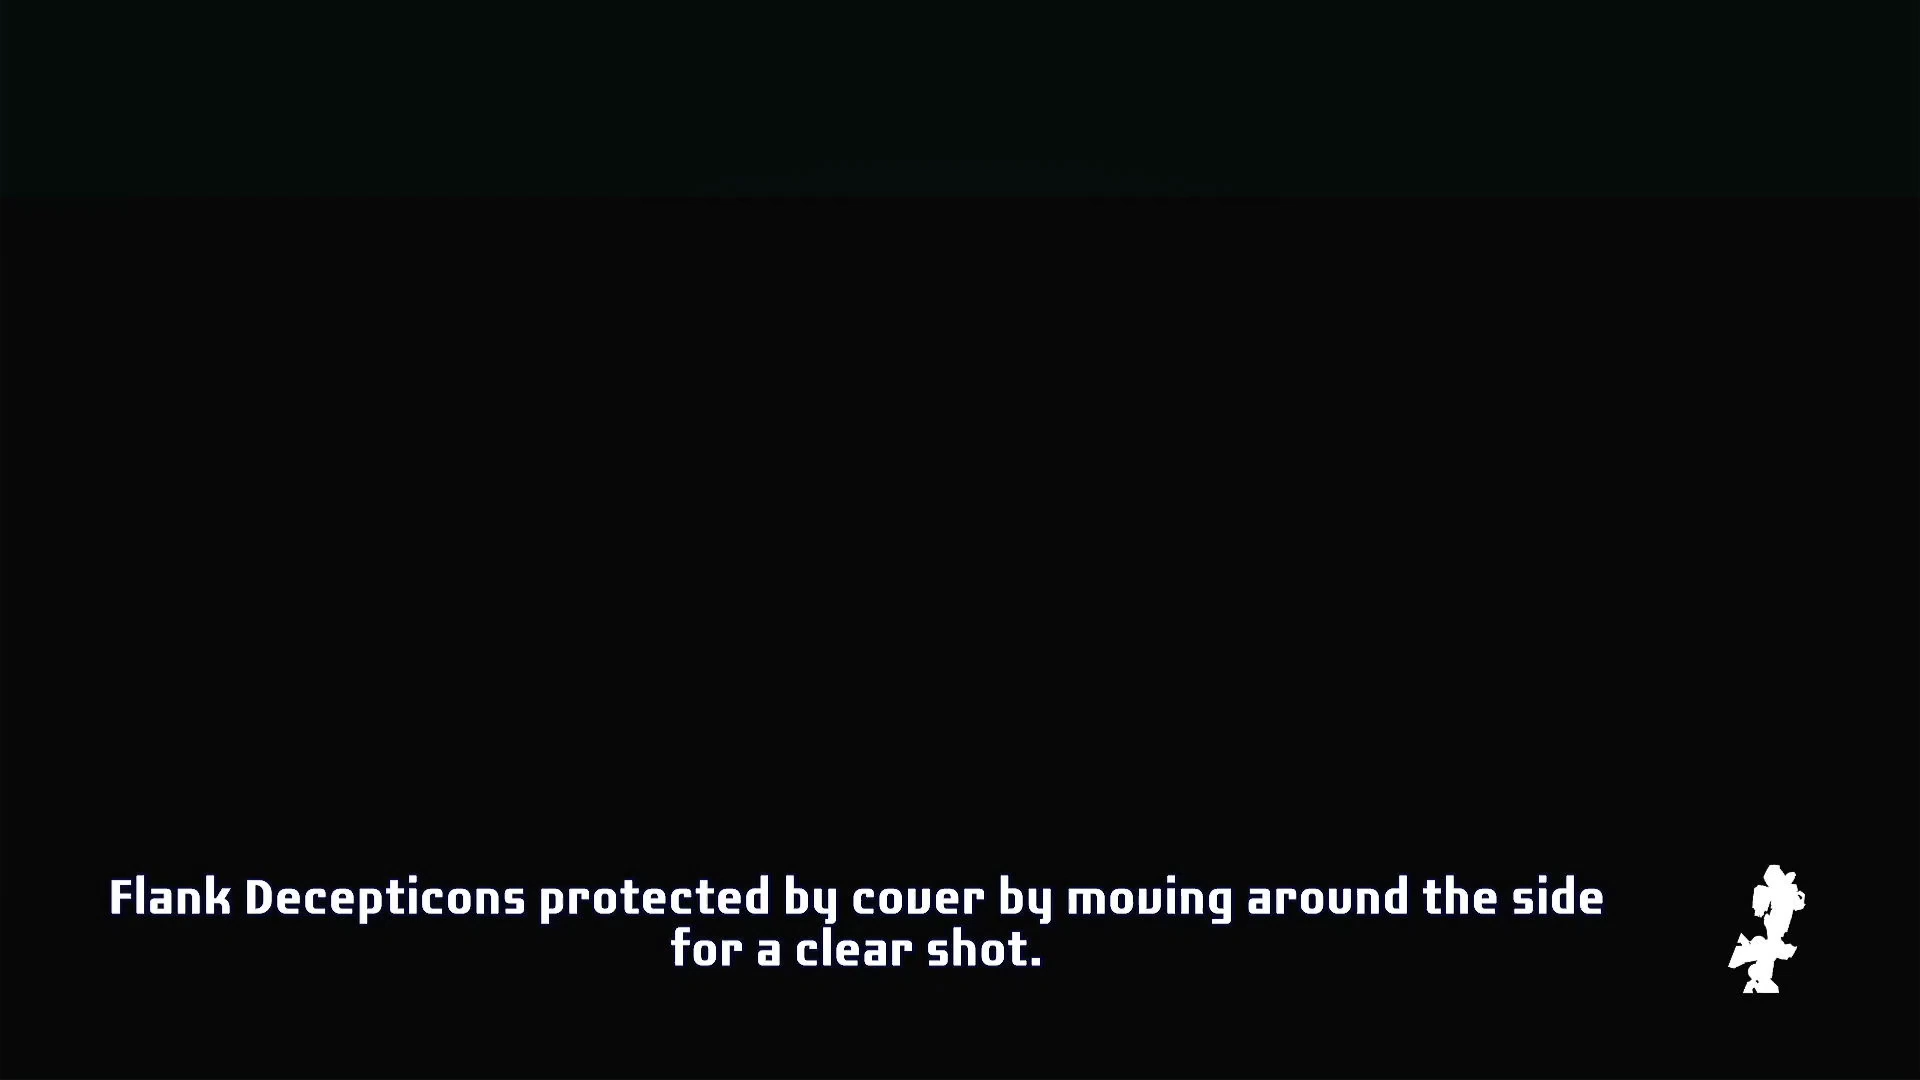 Flank Decepticons protected by cover by moving around the side
for a clear shot.